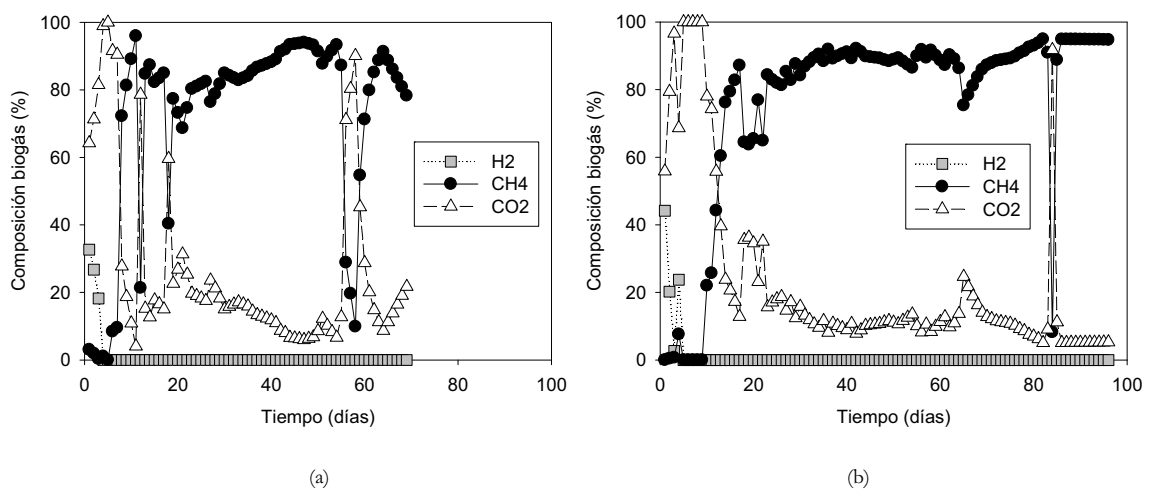 100
80
60
40
20
0
Composición biogás (%)
H2
CH4
CO2
0 20 40 60 80 100
Tiempo (días)
(a)
100
80
60
40
20
0
Composición biogás (%)
H2
CH4
CO2
0 20 40 60 80 100
Tiempo (días)
(b)